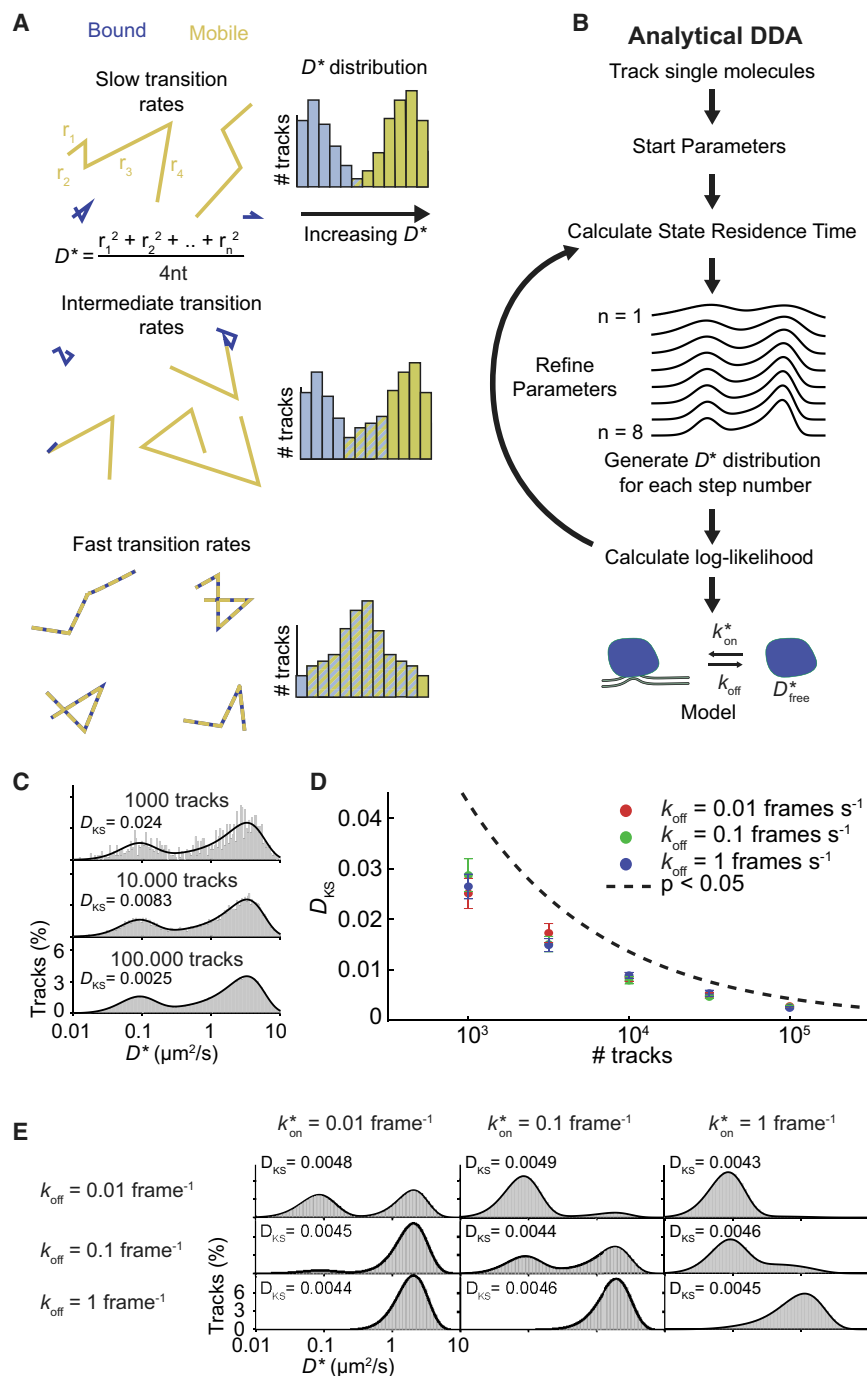 A
Bound Mobile
Slow transition
rates
r1
r2
r3
r4
D* distribution
# tracks
Increasing D*
D* = r1² + r2² + .. + rn² / 4nt
Intermediate transition
rates
# tracks
Fast transition rates
# tracks
B
Analytical DDA
Track single molecules
Start Parameters
Calculate State Residence Time
n = 1
Refine
Parameters
n = 8
Generate D* distribution
for each step number
Calculate log-likelihood
k*on
koff
D*free
Model
C
1000 tracks
DKS= 0.024
10.000 tracks
DKS= 0.0083
100.000 tracks
DKS= 0.0025
Tracks (%)
6
3
0
0.01 0.1 1 10
D* (µm²/s)
D
DKS
0.04
0.03
0.02
0.01
0
10³ 10⁴ 10⁵
# tracks
koff = 0.01 frames s⁻¹
koff = 0.1 frames s⁻¹
koff = 1 frames s⁻¹
p < 0.05
E
k*on = 0.01 frame⁻¹ k*on = 0.1 frame⁻¹ k*on = 1 frame⁻¹
koff = 0.01 frame⁻¹
DKS= 0.0048 DKS= 0.0049 DKS= 0.0043
koff = 0.1 frame⁻¹
DKS= 0.0045 DKS= 0.0044 DKS= 0.0046
koff = 1 frame⁻¹
DKS= 0.0044 DKS= 0.0046 DKS= 0.0045
Tracks (%)
6
3
0
0.01 0.1 1 10
D* (µm²/s)